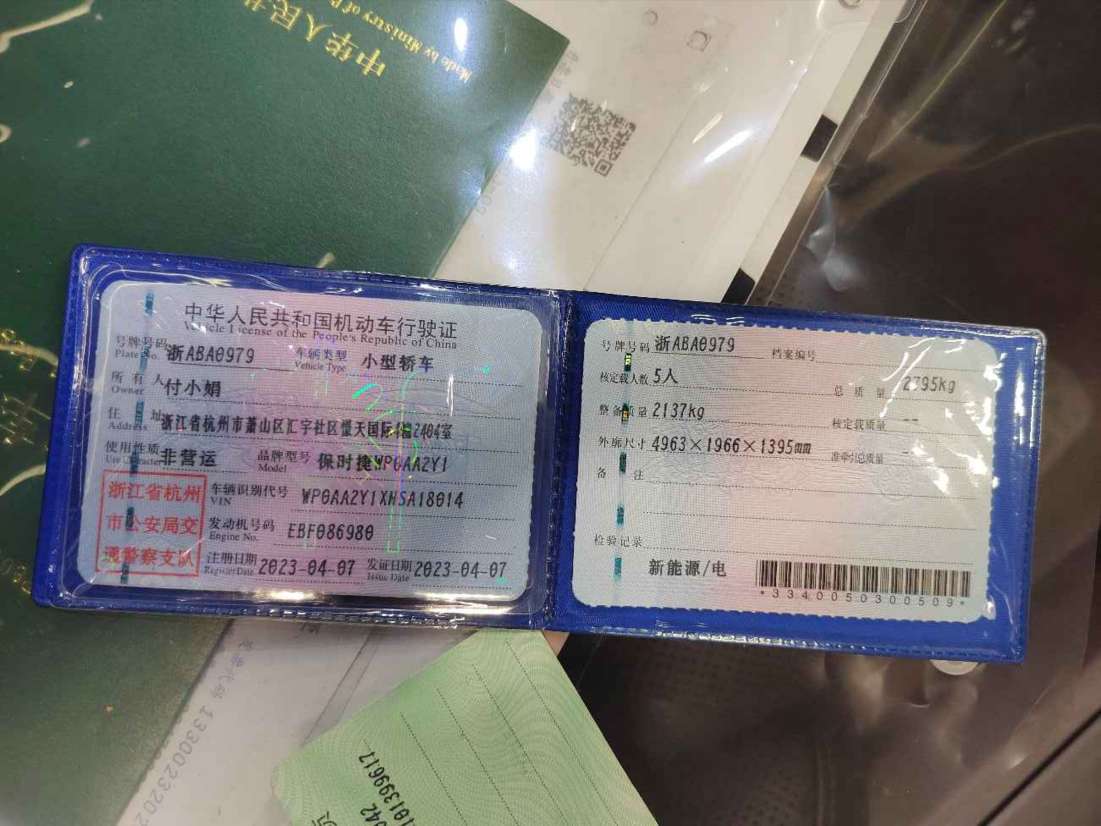 中华人民共
Made by Ministry of P
中华人民共和国机动车行驶证
Vehicle License of the People's Republic of China
号牌号码 浙ABA0979 车辆类型 小型轿车
Plate No. Vehicle Type
所有人 付小娟
Owner
住址 浙江省杭州市萧山区汇宇社区 天国际 2404室
Address
使用性质 非营运 品牌型号 保时捷WP0AA2Y1
Use Character Model
浙江省杭州
市公安局交
通警察支队
车辆识别代号 WP0AA2Y1XNSA18014
VIN
发动机号码 EBF086980
Engine No.
注册日期 2023-04-07 发证日期 2023-04-07
Register Date Issue Date
号牌号码 浙ABA0979 档案编号
核定载人数 5人 总质量 2795kg
整备质量 2137kg 核定载质量 --
外廓尺寸 4963×1966×1395mm 准牵引总质量 --
备注
检验记录
新能源/电
*3340050300509*
133002320
101399617
042